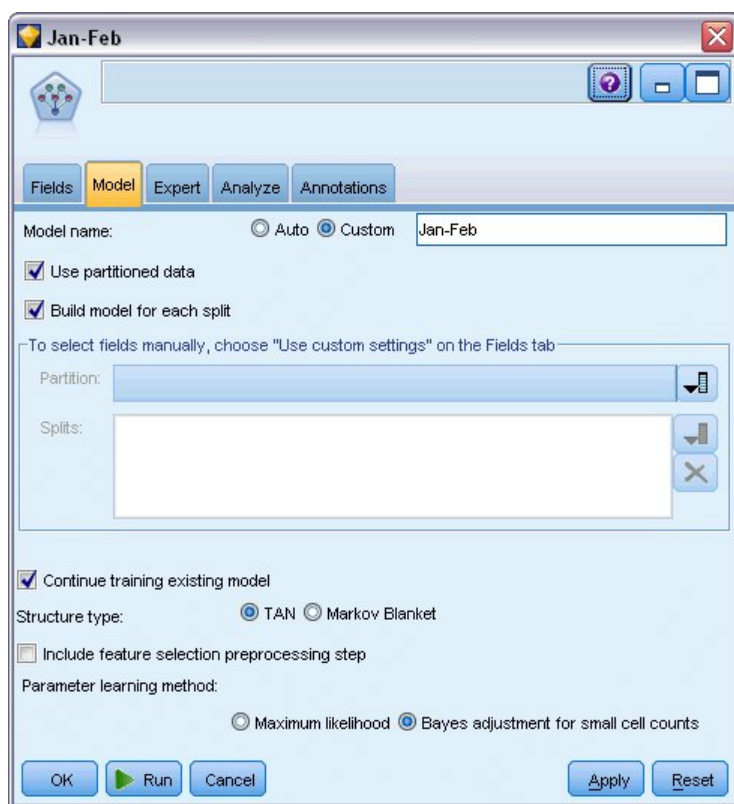 Jan-Feb
?
Fields Model Expert Analyze Annotations
Model name: Auto Custom Jan-Feb
Use partitioned data
Build model for each split
To select fields manually, choose "Use custom settings" on the Fields tab
Partition:
Splits:
Continue training existing model
Structure type: TAN Markov Blanket
Include feature selection preprocessing step
Parameter learning method:
Maximum likelihood Bayes adjustment for small cell counts
OK Run Cancel Apply Reset